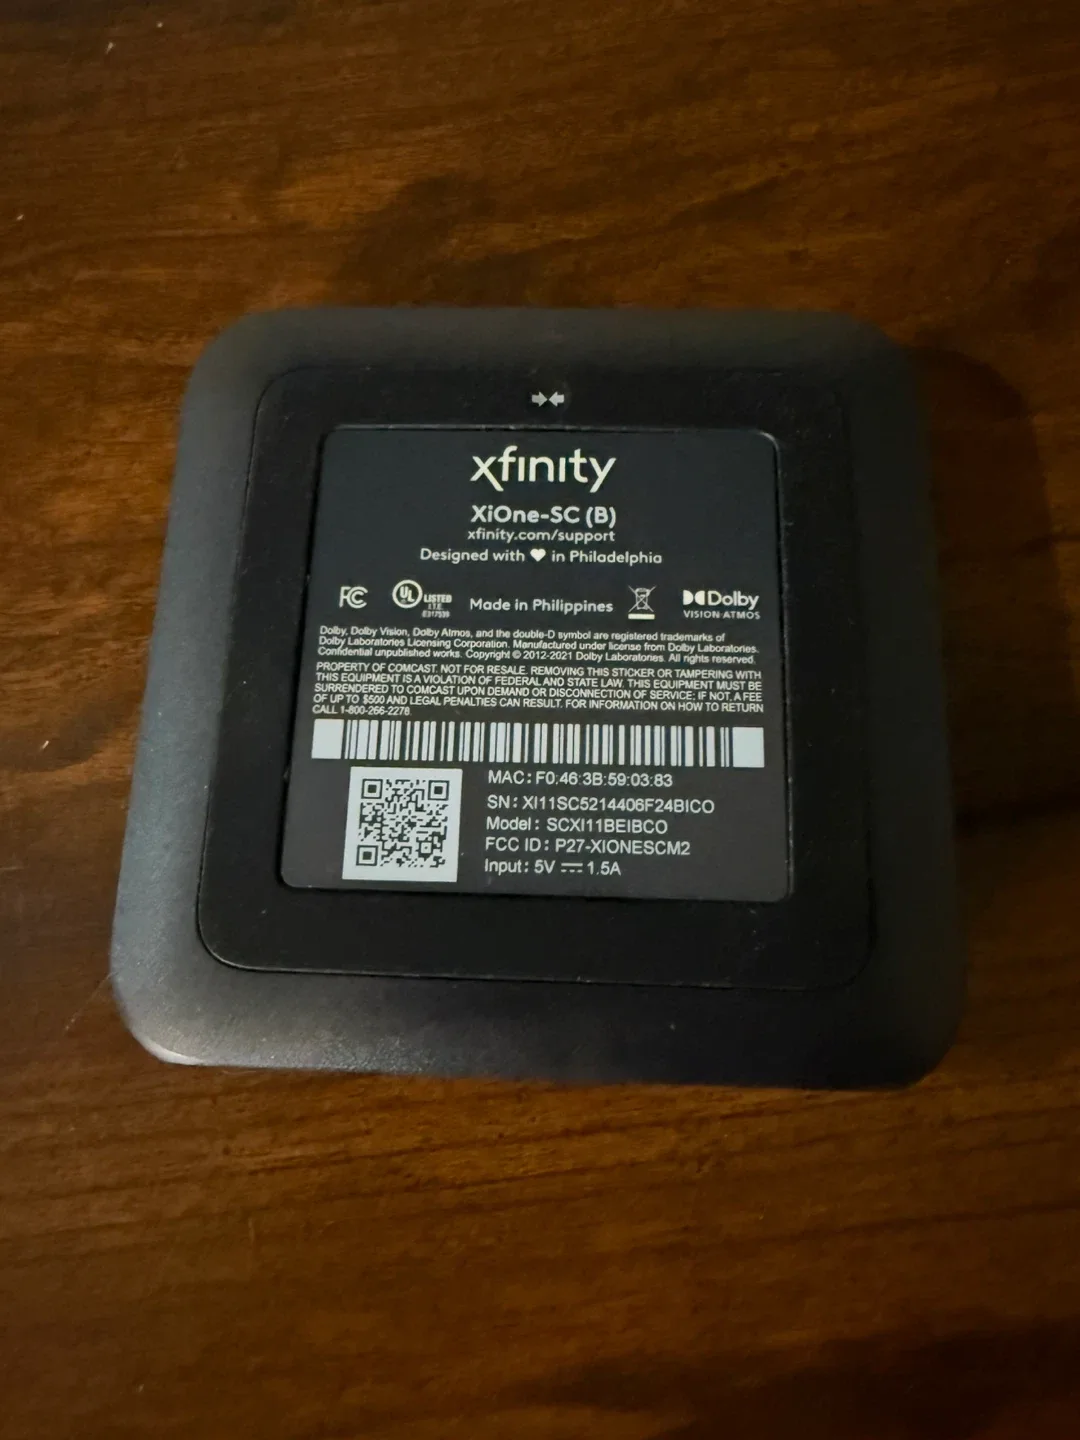 xfinity
XiOne-SC (B)
xfinity.com/support
Designed with ♥ in Philadelphia
FC UL LISTED I.T.E. E317539 Made in Philippines Dolby VISION·ATMOS
Dolby, Dolby Vision, Dolby Atmos, and the double-D symbol are registered trademarks of
Dolby Laboratories Licensing Corporation. Manufactured under license from Dolby Laboratories.
Confidential unpublished works. Copyright © 2012-2021 Dolby Laboratories. All rights reserved.
PROPERTY OF COMCAST. NOT FOR RESALE. REMOVING THIS STICKER OR TAMPERING WITH
THIS EQUIPMENT IS A VIOLATION OF FEDERAL AND STATE LAW. THIS EQUIPMENT MUST BE
SURRENDERED TO COMCAST UPON DEMAND OR DISCONNECTION OF SERVICE; IF NOT, A FEE
OF UP TO $500 AND LEGAL PENALTIES CAN RESULT. FOR INFORMATION ON HOW TO RETURN
CALL 1-800-266-2278.
MAC: F0:46:3B:59:03:83
SN: XI11SC5214406F24BICO
Model: SCXI11BEIBCO
FCC ID: P27-XIONESCM2
Input: 5V ⎓ 1.5A